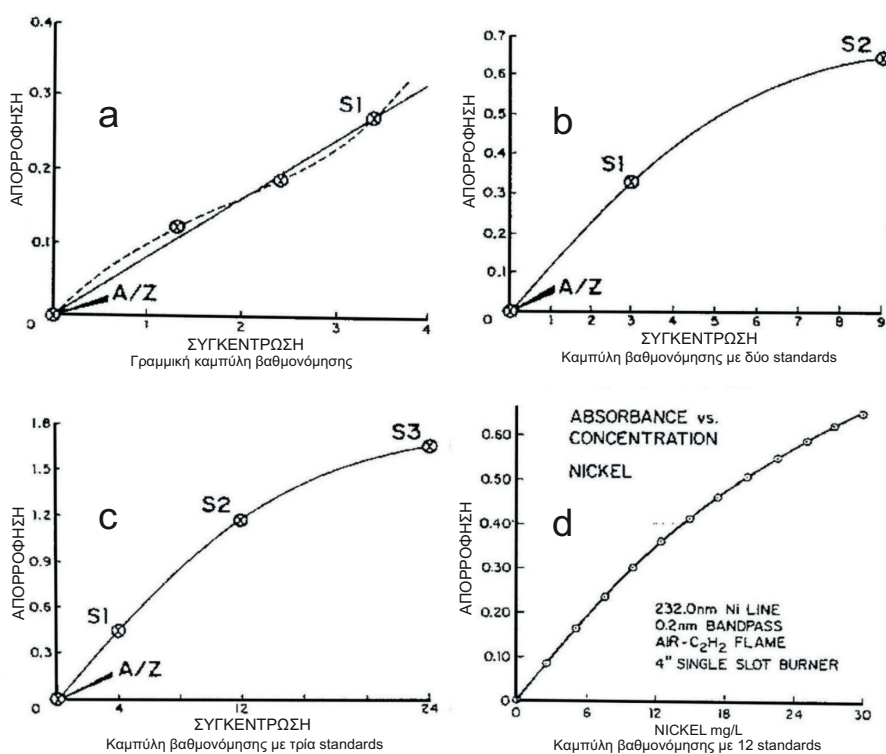 0.4
0.3
0.2
0.1
0
ΑΠΟΡΡΟΦΗΣΗ
a
S1
A/Z
1
2
3
4
ΣΥΓΚΕΝΤΡΩΣΗ
Γραμμική καμπύλη βαθμονόμησης
0.7
0.6
0.5
0.4
0.3
0.2
0.1
0
ΑΠΟΡΡΟΦΗΣΗ
b
S1
S2
A/Z
1 2 3 4 5 6 7 8 9
ΣΥΓΚΕΝΤΡΩΣΗ
Καμπύλη βαθμονόμησης με δύο standards
1.8
1.5
1.2
0.9
0.6
0.3
0
ΑΠΟΡΡΟΦΗΣΗ
c
S1
S2
S3
A/Z
4
12
24
ΣΥΓΚΕΝΤΡΩΣΗ
Καμπύλη βαθμονόμησης με τρία standards
0.60
0.40
0.30
0.20
0.10
0.00
ΑΠΟΡΡΟΦΗΣΗ
ABSORBANCE vs.
CONCENTRATION
NICKEL
d
232.0nm Ni LINE
0.2nm BANDPASS
AIR-C₂H₂ FLAME
4" SINGLE SLOT BURNER
0 6 12 18 24 30
NICKEL mg/L
Καμπύλη βαθμονόμησης με 12 standards